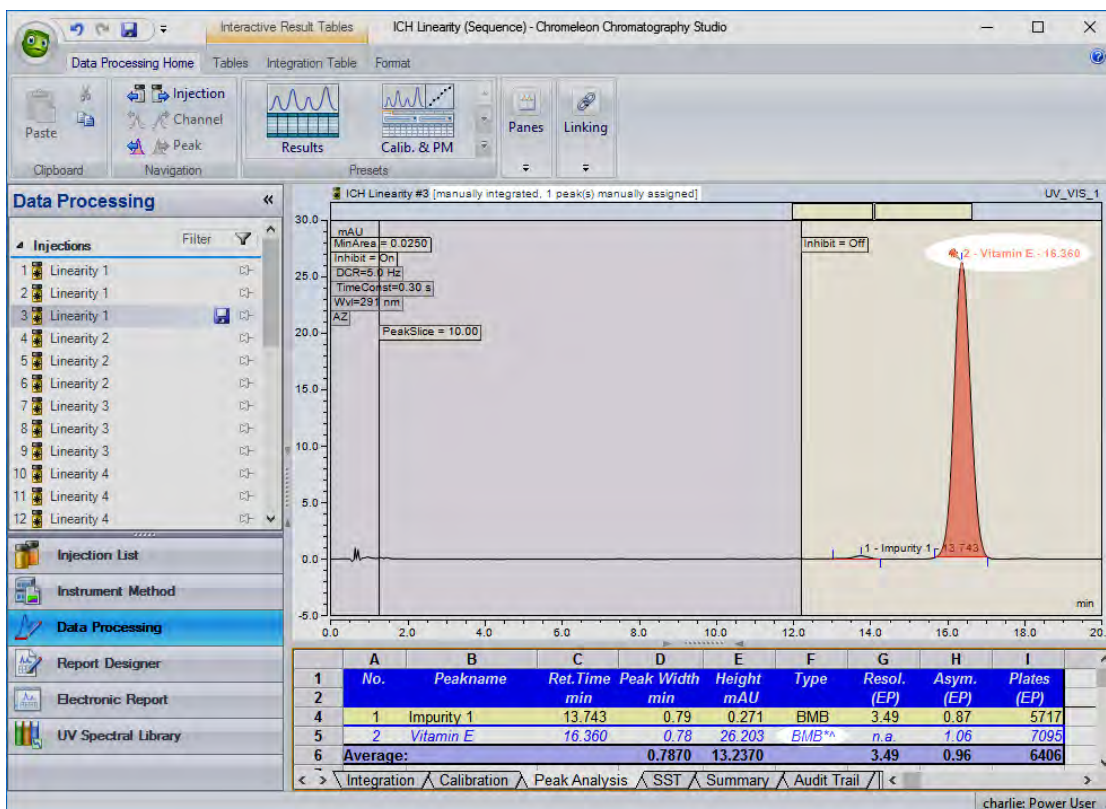 Interactive Result Tables
ICH Linearity (Sequence) - Chromeleon Chromatography Studio
Data Processing Home Tables Integration Table Format
Paste
Clipboard
Injection
Channel
Peak
Navigation
Results
Calib. & PM
Presets
Panes
Linking
Data Processing «
Injections Filter
1 Linearity 1
2 Linearity 1
3 Linearity 1
4 Linearity 2
5 Linearity 2
6 Linearity 2
7 Linearity 3
8 Linearity 3
9 Linearity 3
10 Linearity 4
11 Linearity 4
12 Linearity 4
Injection List
Instrument Method
Data Processing
Report Designer
Electronic Report
UV Spectral Library
ICH Linearity #3 [manually integrated, 1 peak(s) manually assigned] UV_VIS_1
30.0
25.0
20.0
15.0
10.0
5.0
0.0
-5.0
mAU
MinArea = 0.0250
Inhibit = On
DCR=5.0 Hz
TimeConst=0.30 s
Wvl=291 nm
AZ
PeakSlice = 10.00
Inhibit = Off
2 - Vitamin E - 16.360
1 - Impurity 1 - 13.743
min
0.0 2.0 4.0 6.0 8.0 10.0 12.0 14.0 16.0 18.0 20.
A B C D E F G H I
1 No. Peakname Ret.Time Peak Width Height Type Resol. Asym. Plates
2 min min mAU (EP) (EP) (EP)
4 1 Impurity 1 13.743 0.79 0.271 BMB 3.49 0.87 5717
5 2 Vitamin E 16.360 0.78 26.203 BMB*^ n.a. 1.06 7095
6 Average: 0.7870 13.2370 3.49 0.96 6406
Integration Calibration Peak Analysis SST Summary Audit Trail
charlie: Power User